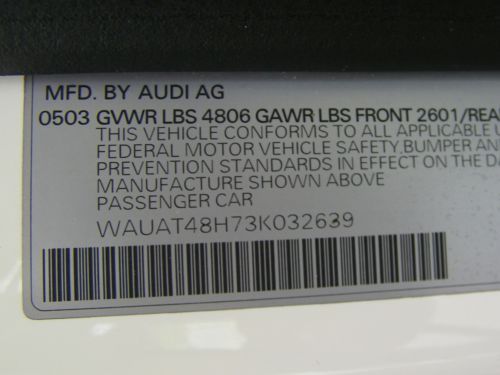 MFD. BY AUDI AG
0503 GVWR LBS 4806 GAWR LBS FRONT 2601/REA
THIS VEHICLE CONFORMS TO ALL APPLICABLE
FEDERAL MOTOR VEHICLE SAFETY,BUMPER AND
PREVENTION STANDARDS IN EFFECT ON THE DA
MANUFACTURE SHOWN ABOVE
PASSENGER CAR
WAUAT48H73K032639